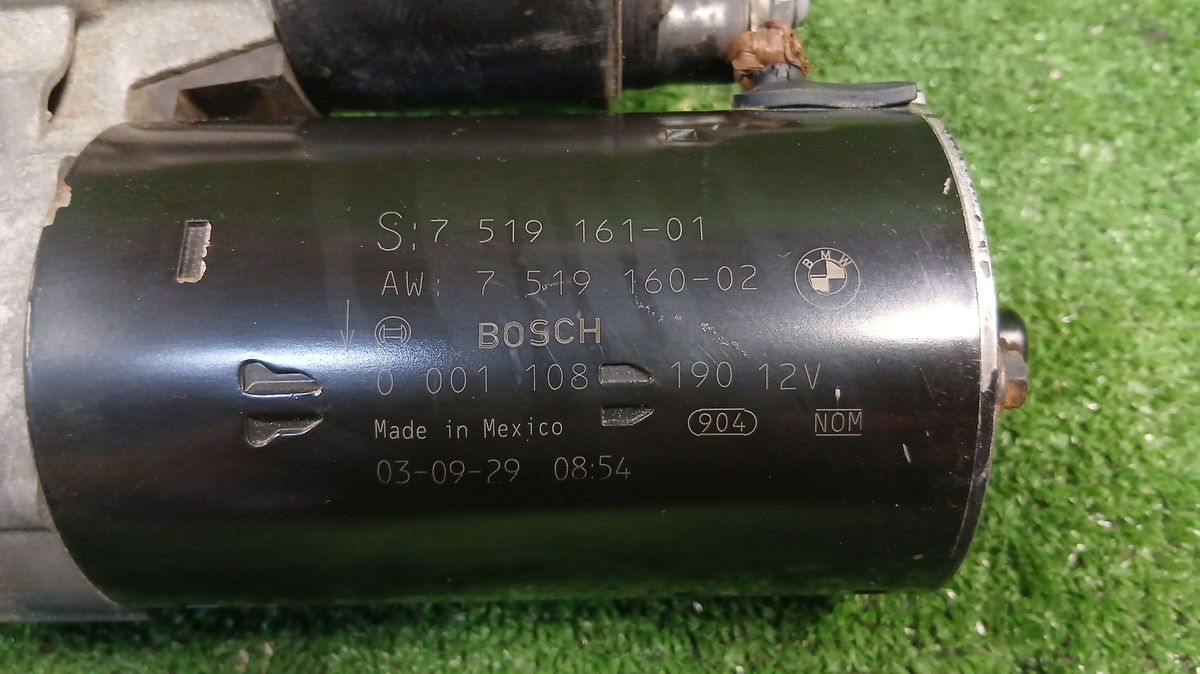 S: 7 519 161-01
AW: 7 519 160-02 BMW
BOSCH
0 001 108 190 12V
Made in Mexico 904 NOM
03-09-29 08:54